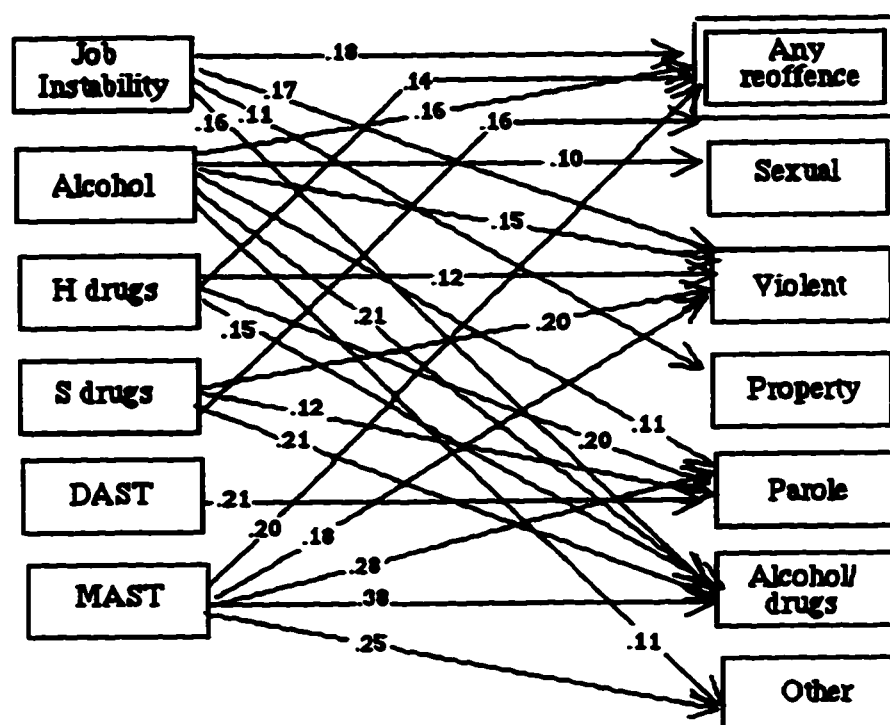 Job
Instability
Alcohol
H drugs
S drugs
DAST
MAST
.18
.14
.17
.11
.16
.16
.16
.10
.15
.12
.21
.15
.20
.12
.11
.20
.21
.21
.20
.18
.28
.38
.25
.11
Any
reoffence
Sexual
Violent
Property
Parole
Alcohol/
drugs
Other